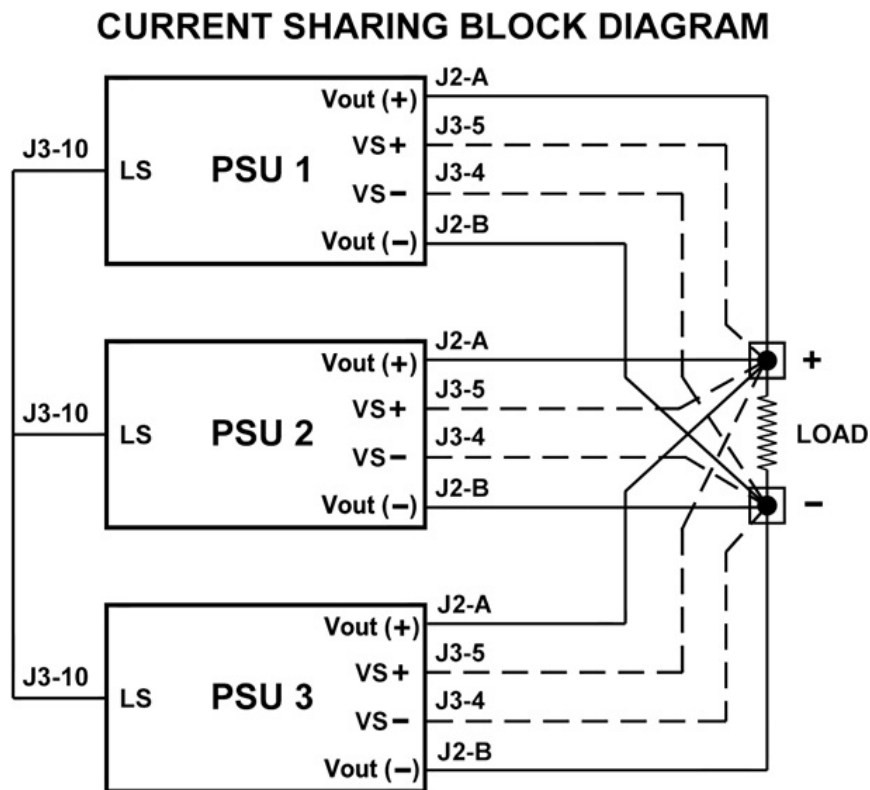 CURRENT SHARING BLOCK DIAGRAM
J2-A
Vout (+)
J3-5
J3-10
VS+
LS
PSU 1
J3-4
VS−
J2-B
Vout (−)
J2-A
Vout (+)
+
J3-5
J3-10
VS+
LS
PSU 2
LOAD
J3-4
VS−
J2-B
Vout (−)
−
J2-A
Vout (+)
J3-5
J3-10
VS+
LS
PSU 3
J3-4
VS−
J2-B
Vout (−)